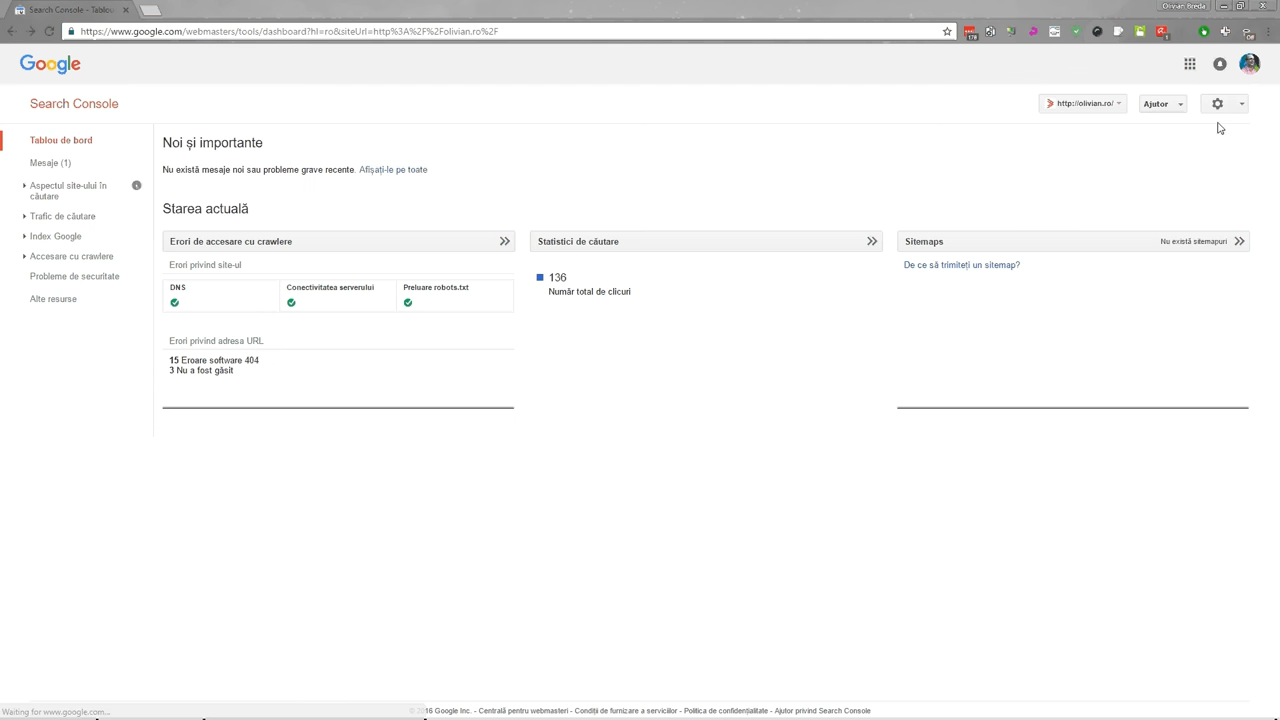 Search Console - Tablou
Olivian Breda
https://www.google.com/webmasters/tools/dashboard?hl=ro&siteUrl=http%3A%2F%2Folivian.ro%2F
Google
Search Console
http://olivian.ro/
Ajutor
Tablou de bord
Mesaje (1)
Aspectul site-ului în
căutare
Trafic de căutare
Index Google
Accesare cu crawlere
Probleme de securitate
Alte resurse
Noi și importante
Nu există mesaje noi sau probleme grave recente. Afișați-le pe toate
Starea actuală
Erori de accesare cu crawlere
Erori privind site-ul
DNS
Conectivitatea serverului
Preluare robots.txt
Erori privind adresa URL
15 Eroare software 404
3 Nu a fost găsit
Statistici de căutare
136
Număr total de clicuri
Sitemaps
Nu există sitemapuri
De ce să trimiteți un sitemap?
Waiting for www.google.com...
© 2016 Google Inc. - Centrală pentru webmasteri - Condiții de furnizare a serviciilor - Politica de confidențialitate - Ajutor privind Search Console